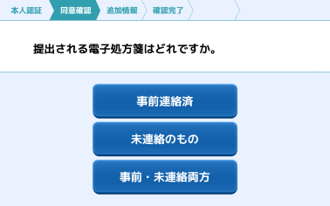 本人認証 同意確認 追加情報 確認完了
提出される電子処方箋はどれですか。
事前連絡済
未連絡のもの
事前・未連絡両方